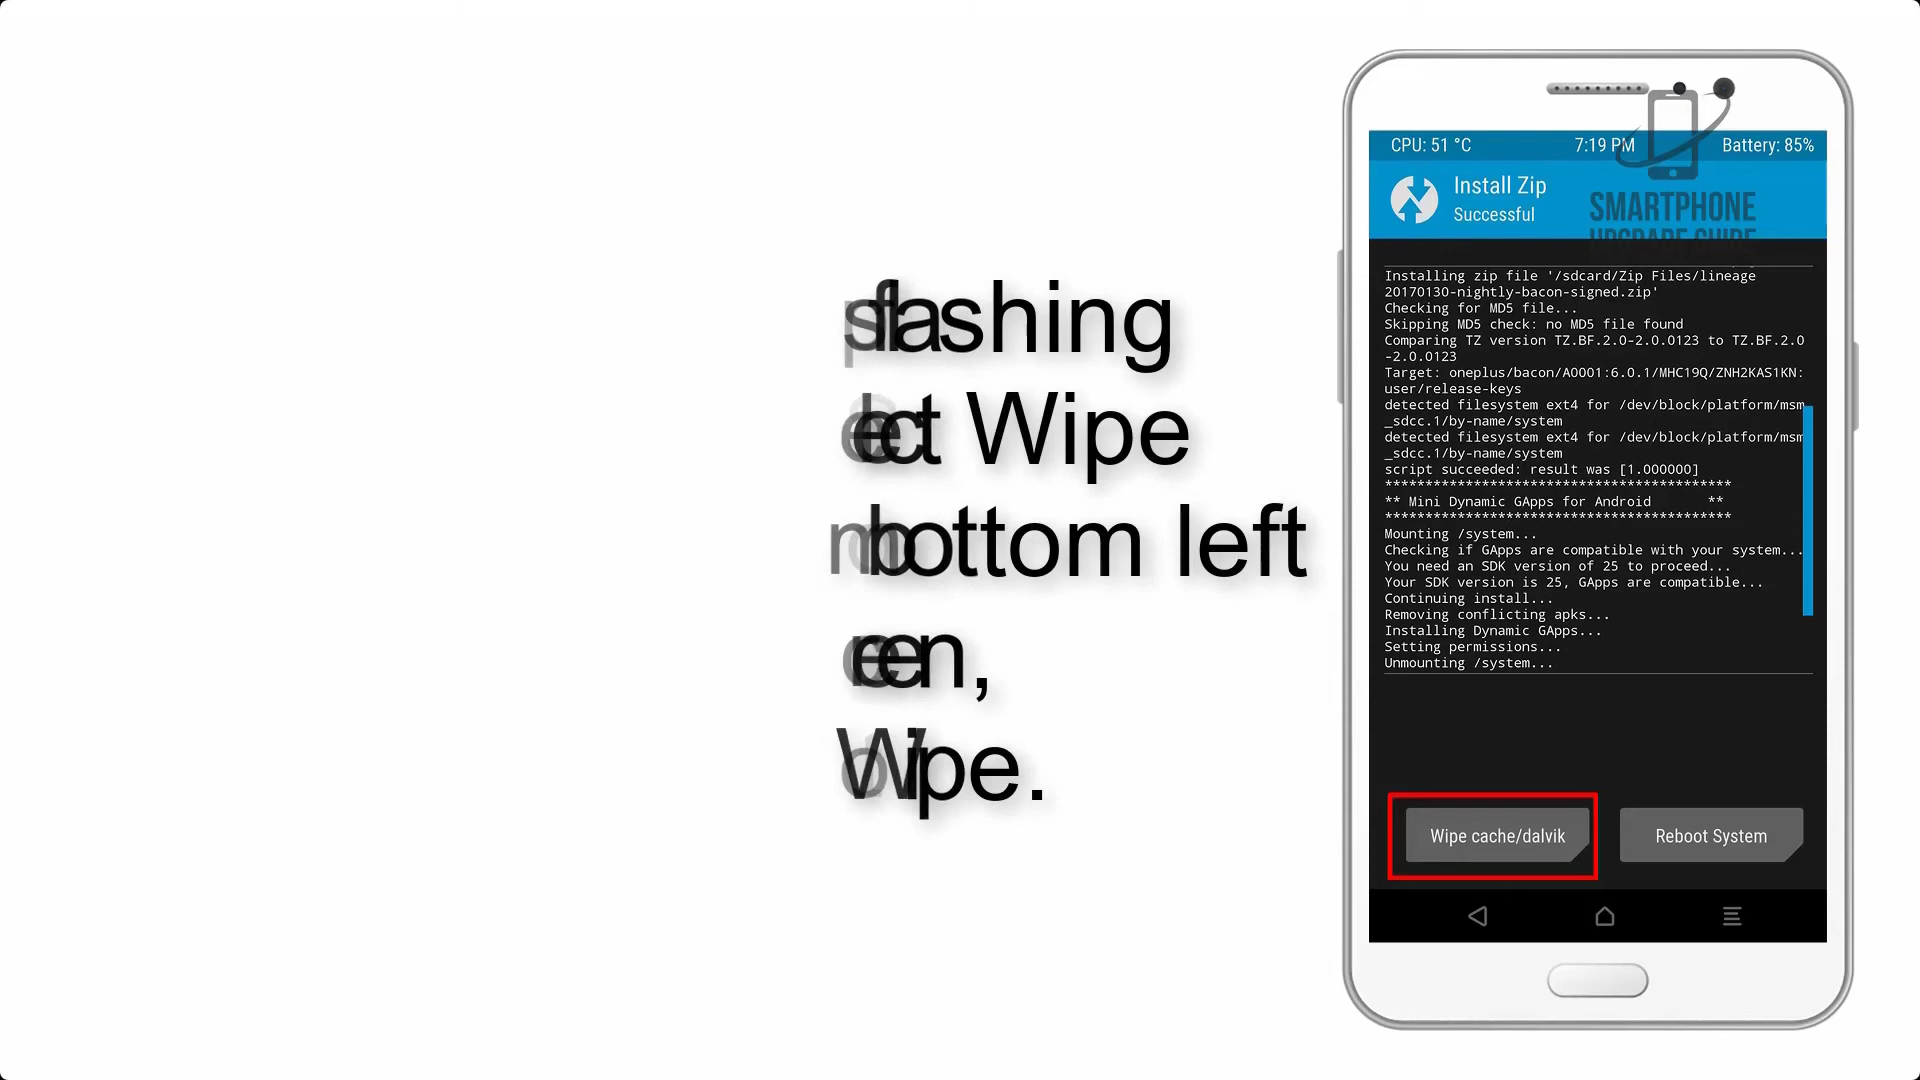 flashing
Wipe
bottom left
Wipe.
CPU: 51 °C 7:19 PM Battery: 85%
Install Zip
Successful
SMARTPHONE
UPGRADE GUIDE
Installing zip file '/sdcard/Zip Files/lineage
20170130-nightly-bacon-signed.zip'
Checking for MD5 file...
Skipping MD5 check: no MD5 file found
Comparing TZ version TZ.BF.2.0-2.0.0123 to TZ.BF.2.0
-2.0.0123
Target: oneplus/bacon/A0001:6.0.1/MHC19Q/ZNH2KAS1KN:
user/release-keys
detected filesystem ext4 for /dev/block/platform/msm
_sdcc.1/by-name/system
detected filesystem ext4 for /dev/block/platform/msm
_sdcc.1/by-name/system
script succeeded: result was [1.000000]
*******************************************
** Mini Dynamic GApps for Android **
*******************************************
Mounting /system...
Checking if GApps are compatible with your system...
You need an SDK version of 25 to proceed...
Your SDK version is 25, GApps are compatible...
Continuing install...
Removing conflicting apks...
Installing Dynamic GApps...
Setting permissions...
Unmounting /system...
Wipe cache/dalvik
Reboot System